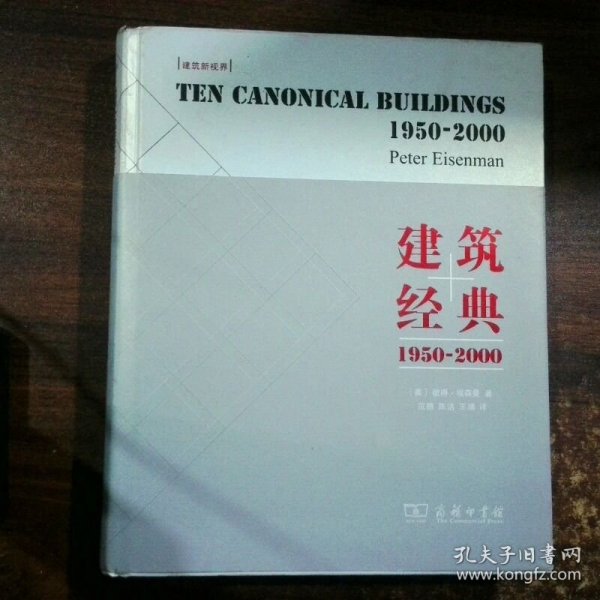 建筑新视界
TEN CANONICAL BUILDINGS
1950-2000
Peter Eisenman
建筑
经典
1950-2000
〔美〕彼得·埃森曼 著
范路 陈洁 王靖 译
商务印书馆
The Commercial Press
孔夫子旧书网
www.kongfz.com